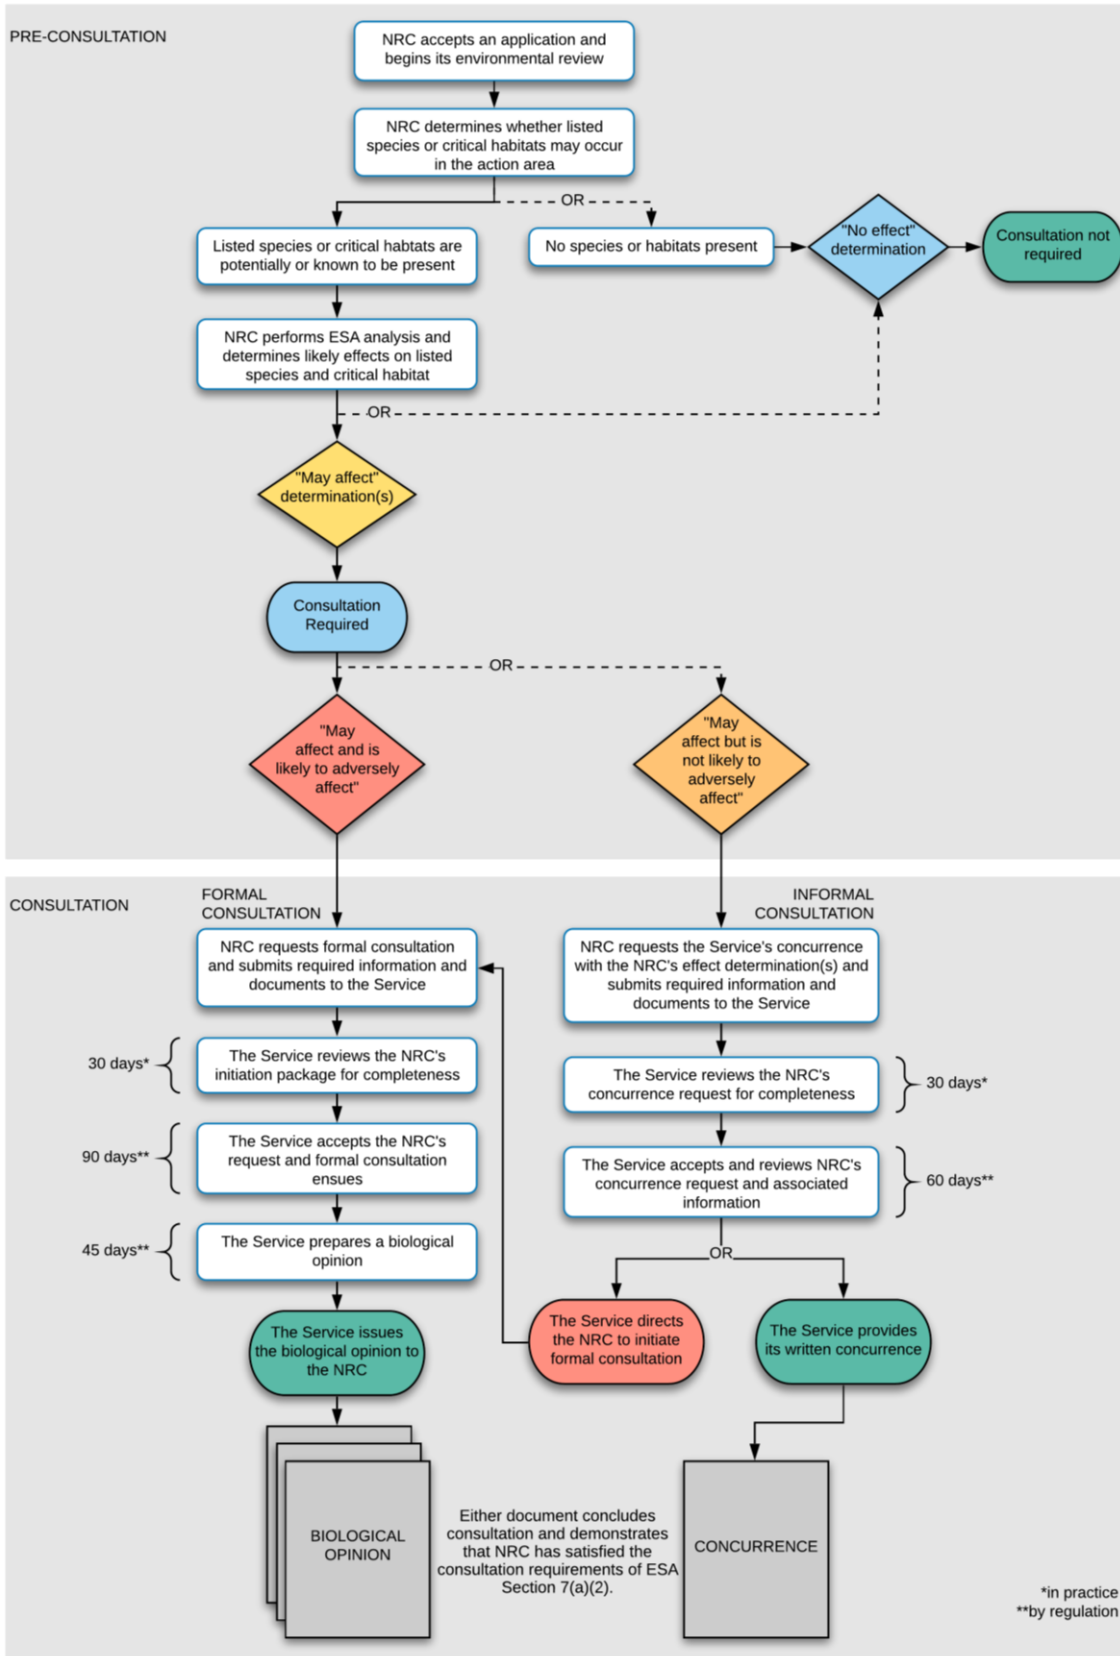 PRE-CONSULTATION
NRC accepts an application and
begins its environmental review
NRC determines whether listed
species or critical habitats may occur
in the action area
OR
Listed species or critical habtats are
potentially or known to be present
No species or habitats present
"No effect"
determination
Consultation not
required
NRC performs ESA analysis and
determines likely effects on listed
species and critical habitat
OR
"May affect"
determination(s)
Consultation
Required
OR
"May
affect and is
likely to adversely
affect"
"May
affect but is
not likely to
adversely
affect"
CONSULTATION
FORMAL
CONSULTATION
INFORMAL
CONSULTATION
NRC requests formal consultation
and submits required information and
documents to the Service
NRC requests the Service's concurrence
with the NRC's effect determination(s) and
submits required information and
documents to the Service
30 days*
The Service reviews the NRC's
initiation package for completeness
The Service reviews the NRC's
concurrence request for completeness
30 days*
90 days**
The Service accepts the NRC's
request and formal consultation
ensues
The Service accepts and reviews NRC's
concurrence request and associated
information
60 days**
45 days**
The Service prepares a biological
opinion
OR
The Service issues
the biological opinion to
the NRC
The Service directs
the NRC to initiate
formal consultation
The Service provides
its written concurrence
BIOLOGICAL
OPINION
Either document concludes
consultation and demonstrates
that NRC has satisfied the
consultation requirements of ESA
Section 7(a)(2).
CONCURRENCE
*in practice
**by regulation